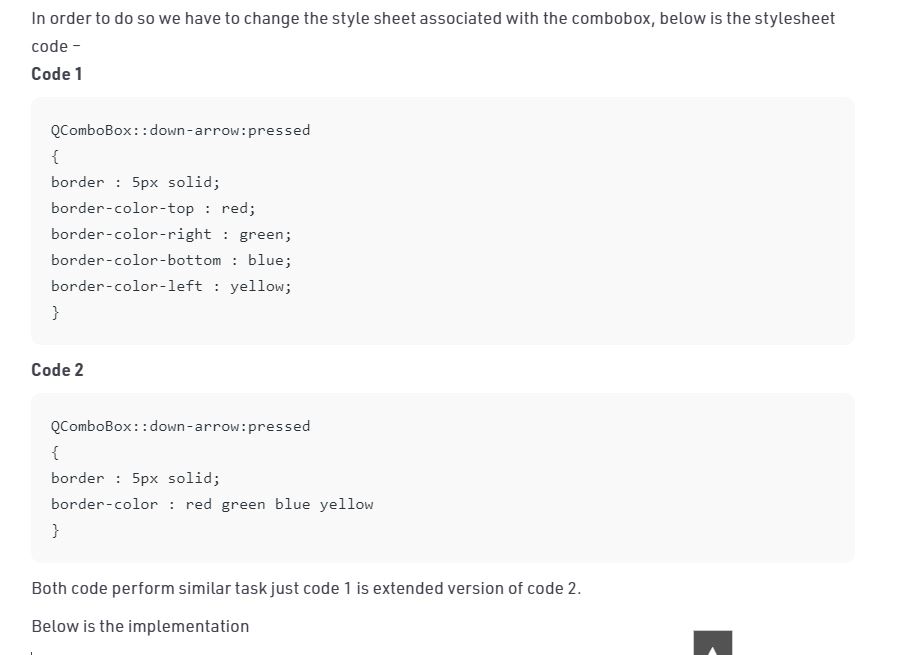 In order to do so we have to change the style sheet associated with the combobox, below is the stylesheet
code –
Code 1
QComboBox::down-arrow:pressed
{
border : 5px solid;
border-color-top : red;
border-color-right : green;
border-color-bottom : blue;
border-color-left : yellow;
}
Code 2
QComboBox::down-arrow:pressed
{
border : 5px solid;
border-color : red green blue yellow
}
Both code perform similar task just code 1 is extended version of code 2.
Below is the implementation